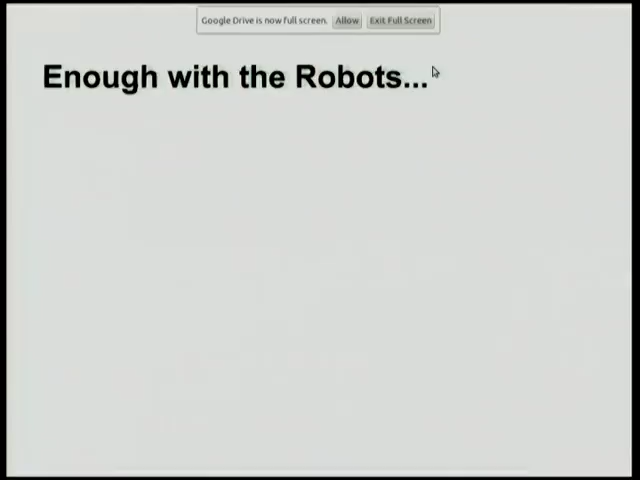 Google Drive is now full screen. Allow Exit Full Screen
Enough with the Robots...